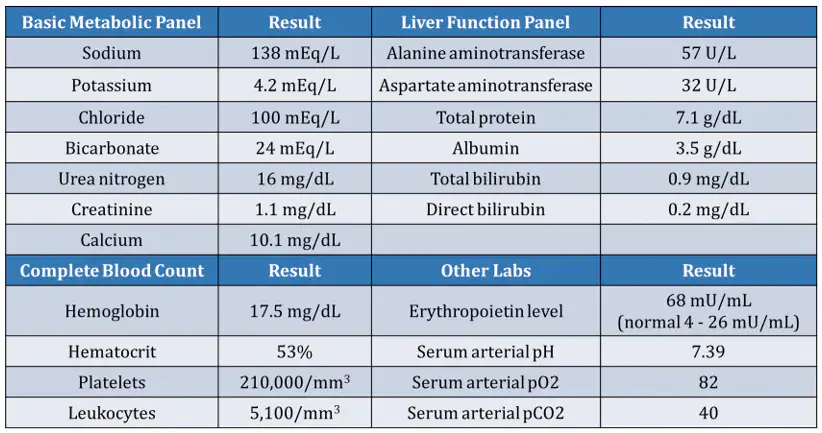 Basic Metabolic Panel Result Liver Function Panel Result
Sodium 138 mEq/L Alanine aminotransferase 57 U/L
Potassium 4.2 mEq/L Aspartate aminotransferase 32 U/L
Chloride 100 mEq/L Total protein 7.1 g/dL
Bicarbonate 24 mEq/L Albumin 3.5 g/dL
Urea nitrogen 16 mg/dL Total bilirubin 0.9 mg/dL
Creatinine 1.1 mg/dL Direct bilirubin 0.2 mg/dL
Calcium 10.1 mg/dL
Complete Blood Count Result Other Labs Result
Hemoglobin 17.5 mg/dL Erythropoietin level 68 mU/mL
(normal 4 - 26 mU/mL)
Hematocrit 53% Serum arterial pH 7.39
Platelets 210,000/mm³ Serum arterial pO2 82
Leukocytes 5,100/mm³ Serum arterial pCO2 40